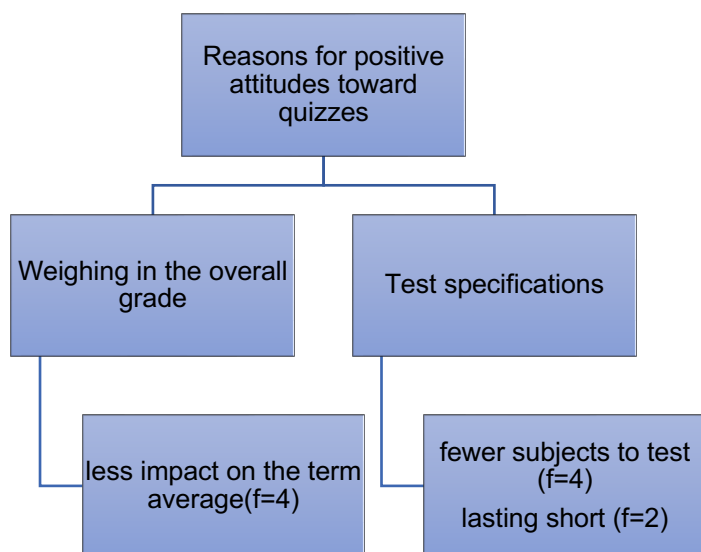 Reasons for positive
attitudes toward
quizzes
Weighing in the overall
grade
Test specifications
less impact on the term
average(f=4)
fewer subjects to test
(f=4)
lasting short (f=2)